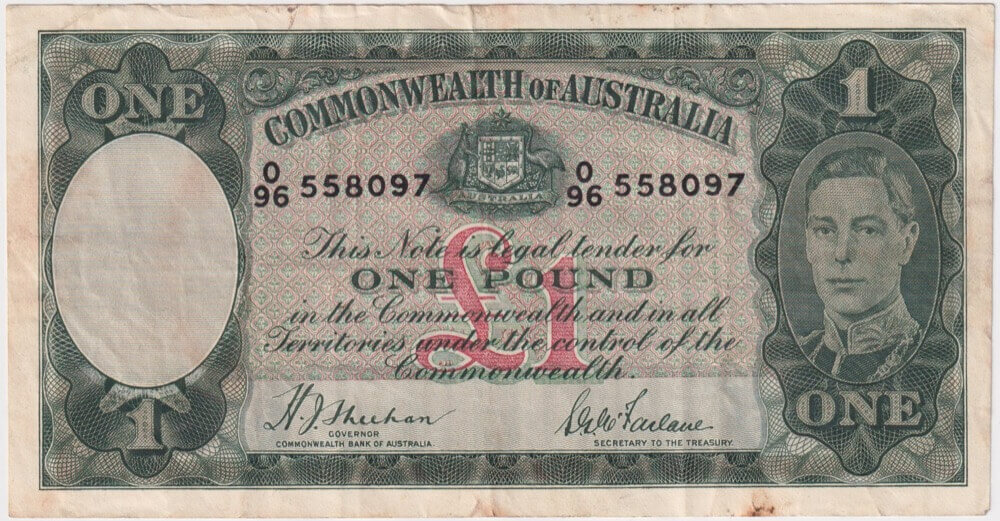 ONE
1
COMMONWEALTH OF AUSTRALIA
AUSTRALIA
O/96 558097
O/96 558097
£1
This Note is legal tender for
ONE POUND
in the Commonwealth and in all
Territories under the control of the
Commonwealth.
H.J. Sheehan
GOVERNOR
COMMONWEALTH BANK OF AUSTRALIA.
S.G. McFarlane
SECRETARY TO THE TREASURY.
1
ONE